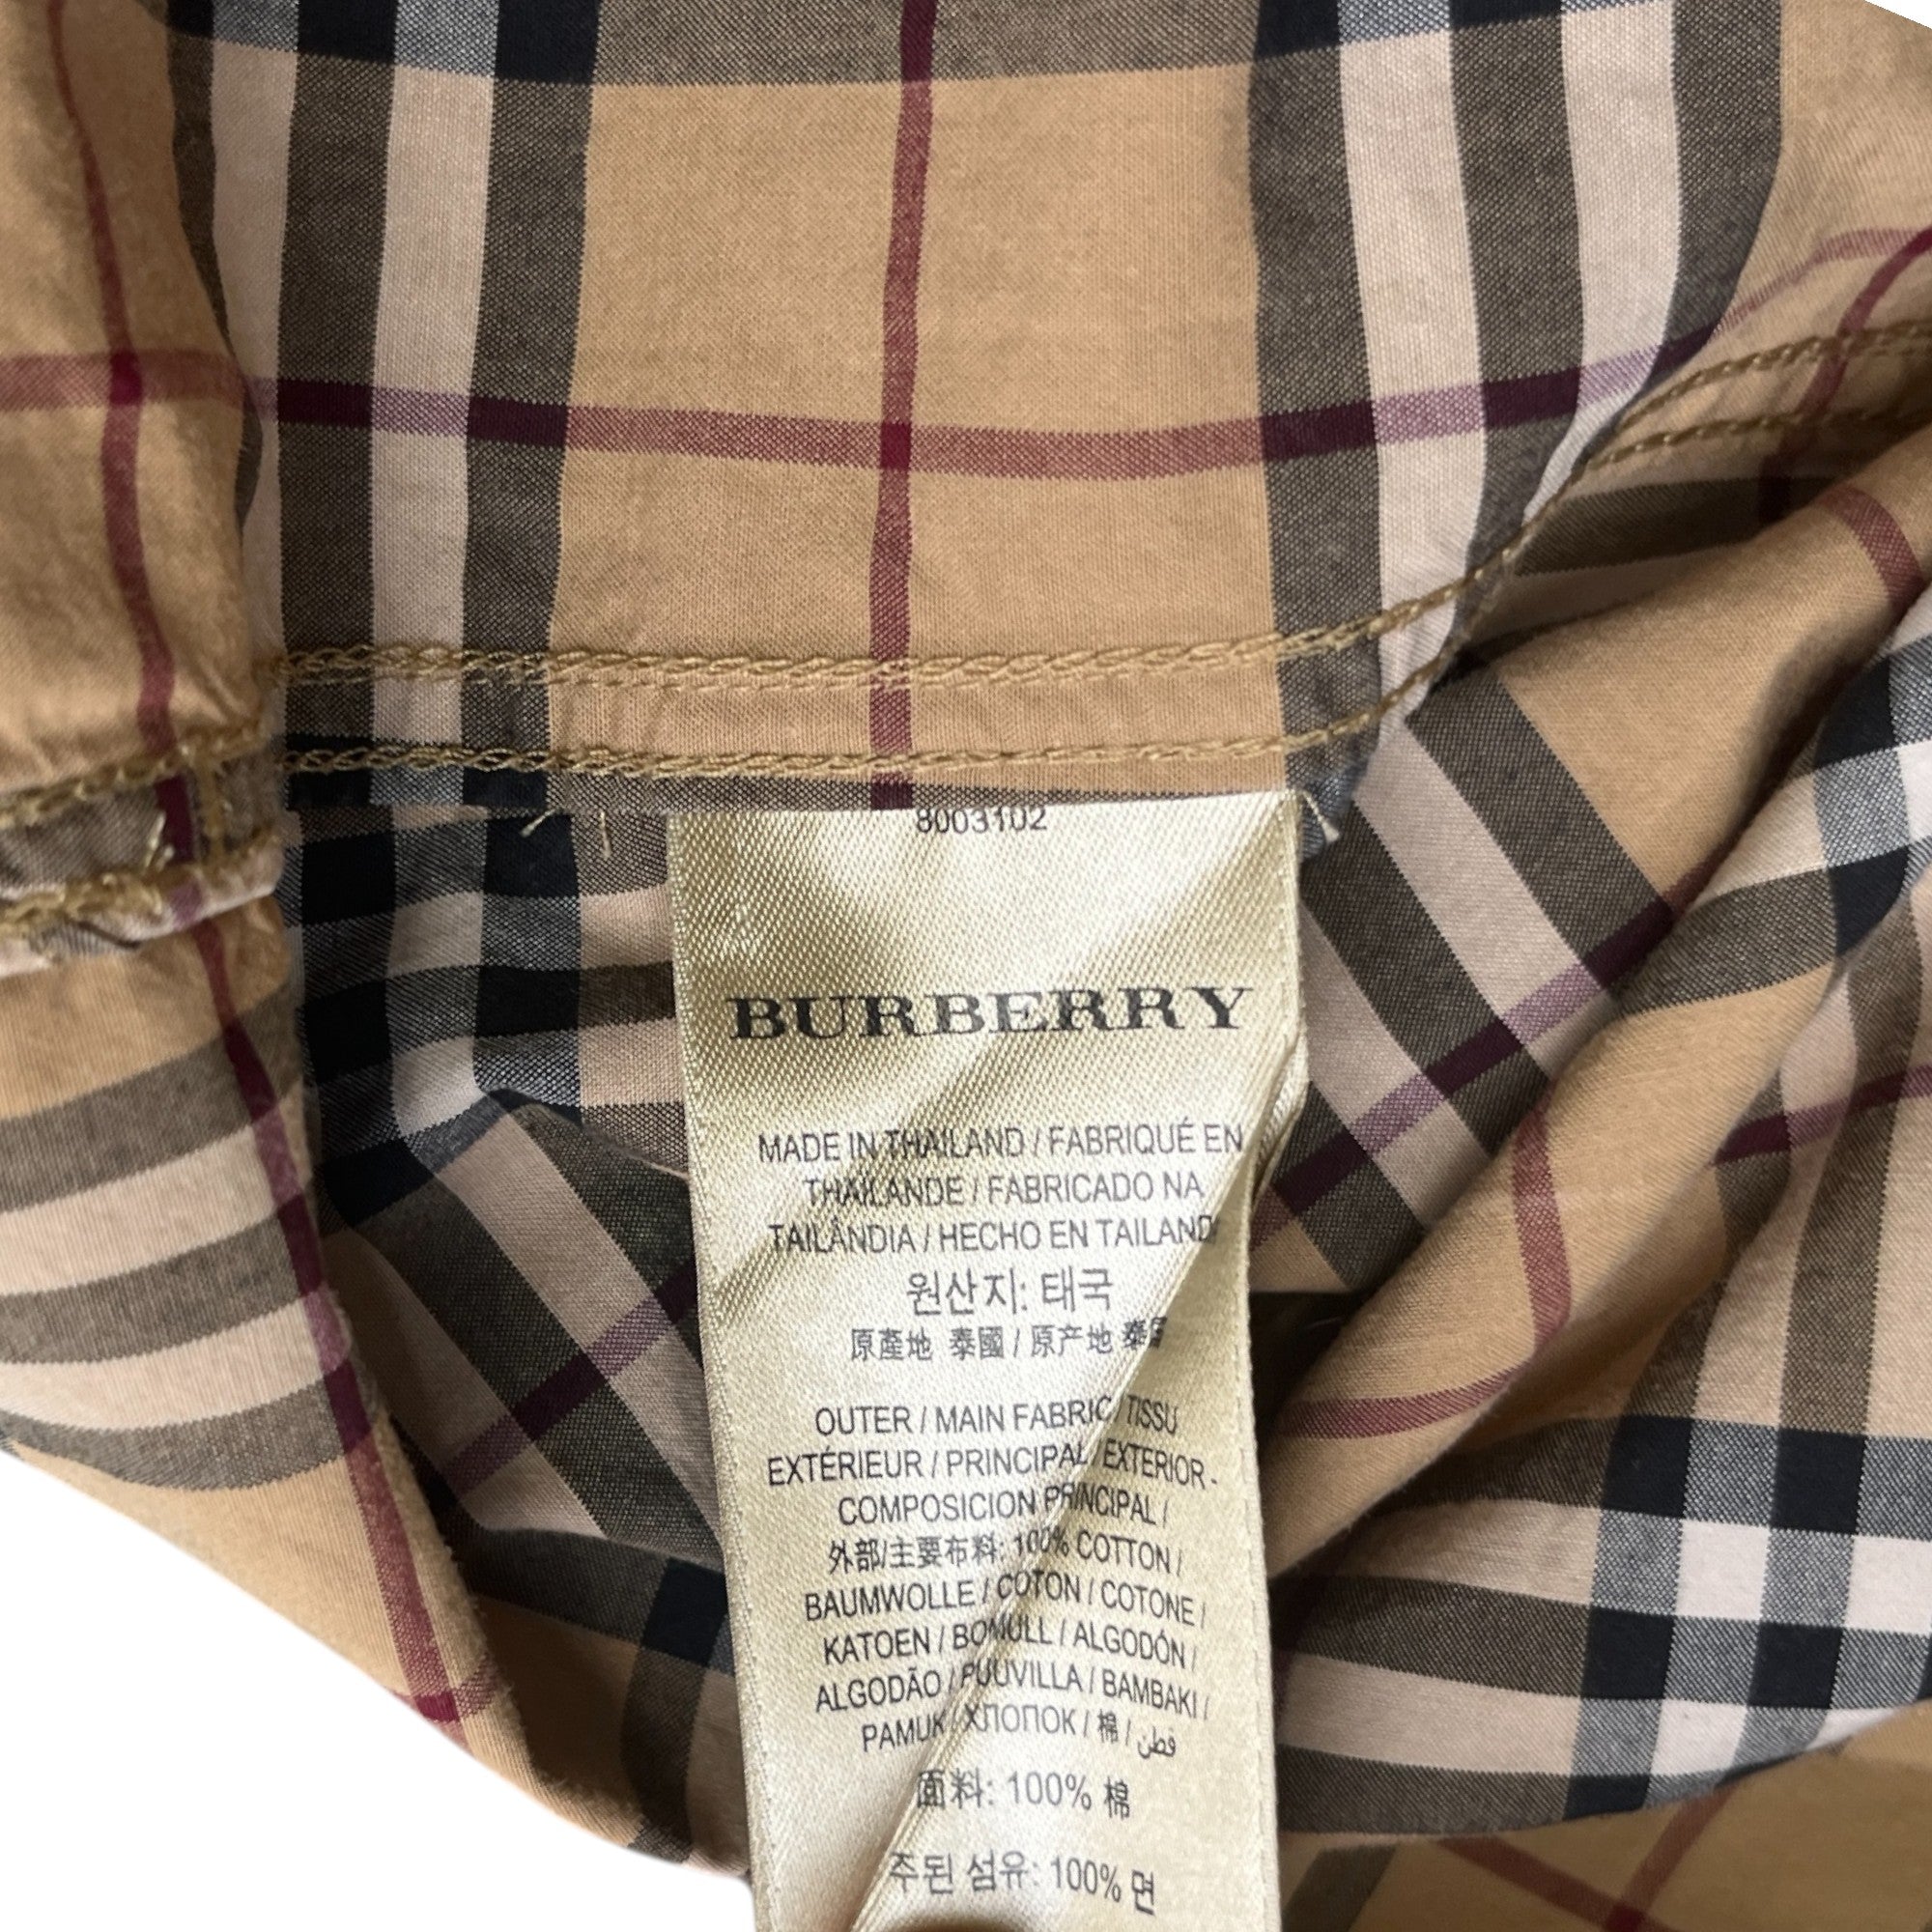 8003102
BURBERRY
MADE IN THAILAND / FABRIQUÉ EN
THAÏLANDE / FABRICADO NA
TAILÂNDIA / HECHO EN TAILANDI
원산지: 태국
原產地 泰國 / 原产地 泰国
OUTER / MAIN FABRIC / TISSU
EXTÉRIEUR / PRINCIPAL / EXTERIOR -
COMPOSICION PRINCIPAL /
外部/主要布料: 100% COTTON /
BAUMWOLLE / COTON / COTONE /
KATOEN / BOMULL / ALGODÓN /
ALGODÃO / PUUVILLA / BAMBAKI /
PAMUK / ХЛОПОК / 棉 / قطن
面料: 100% 棉
주된 섬유: 100% 면